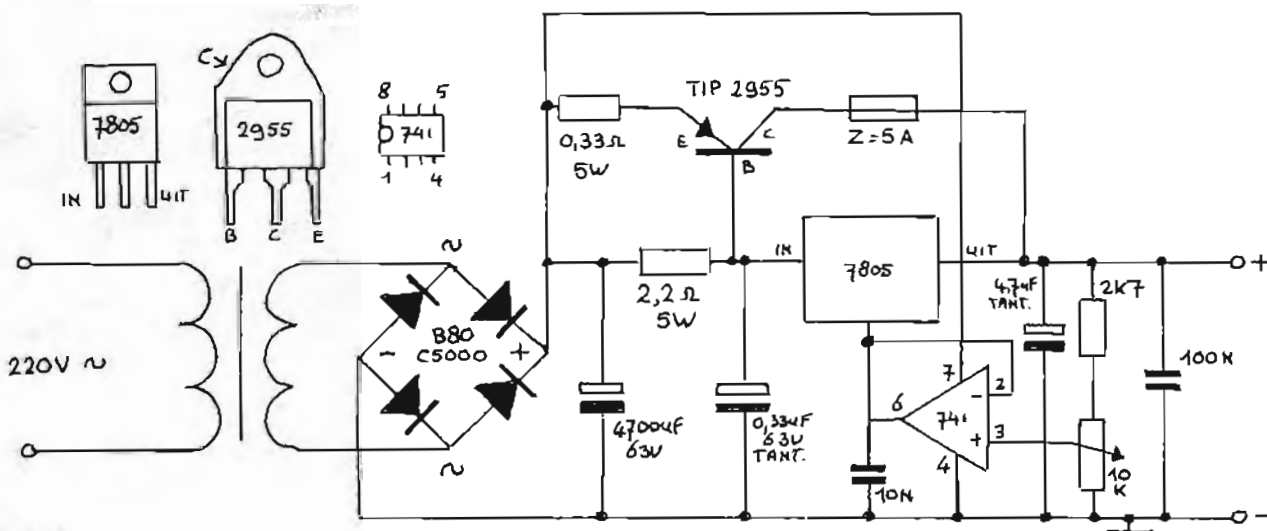 C
7805
IN
UIT
2955
B
C
E
8
5
741
1
4
220V ~
~
B80
C5000
-
+
~
0,33Ω
5W
TIP 2955
E
C
B
Z=5A
2,2Ω
5W
IN
7805
UIT
4700uF
63V
0,33uF
63V
TANT.
4,7uF
TANT.
2K7
100N
7
2
-
6
741
+
3
4
10N
10
K
+
-